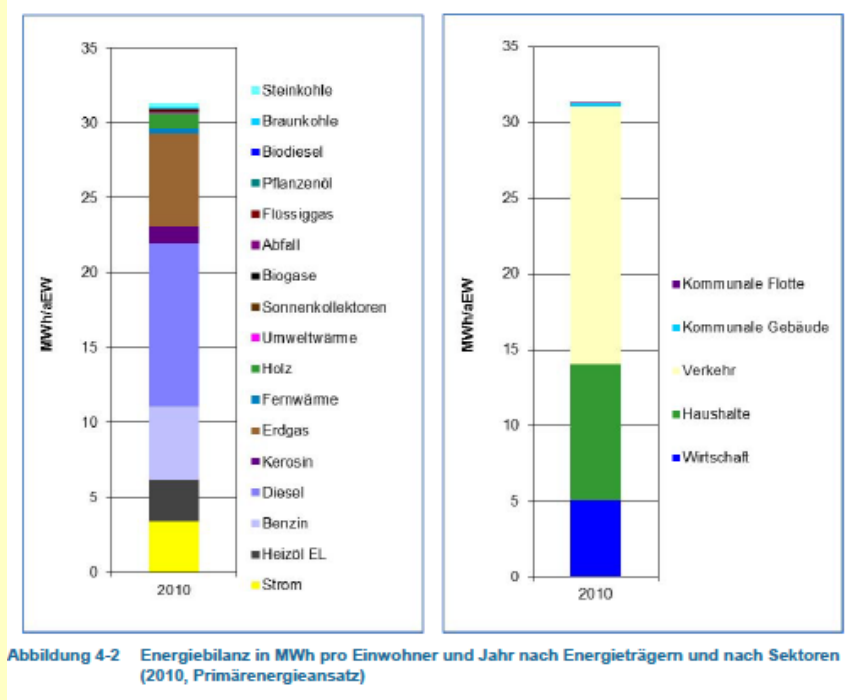 35
30
25
20
15
10
5
0
MWh/aEW
2010
Steinkohle
Braunkohle
Biodiesel
Pflanzenöl
Flüssiggas
Abfall
Biogase
Sonnenkollektoren
Umweltwärme
Holz
Fernwärme
Erdgas
Kerosin
Diesel
Benzin
Heizöl EL
Strom
35
30
25
20
15
10
5
0
MWh/aEW
2010
Kommunale Flotte
Kommunale Gebäude
Verkehr
Haushalte
Wirtschaft
Abbildung 4-2 Energiebilanz in MWh pro Einwohner und Jahr nach Energieträgern und nach Sektoren
(2010, Primärenergieansatz)